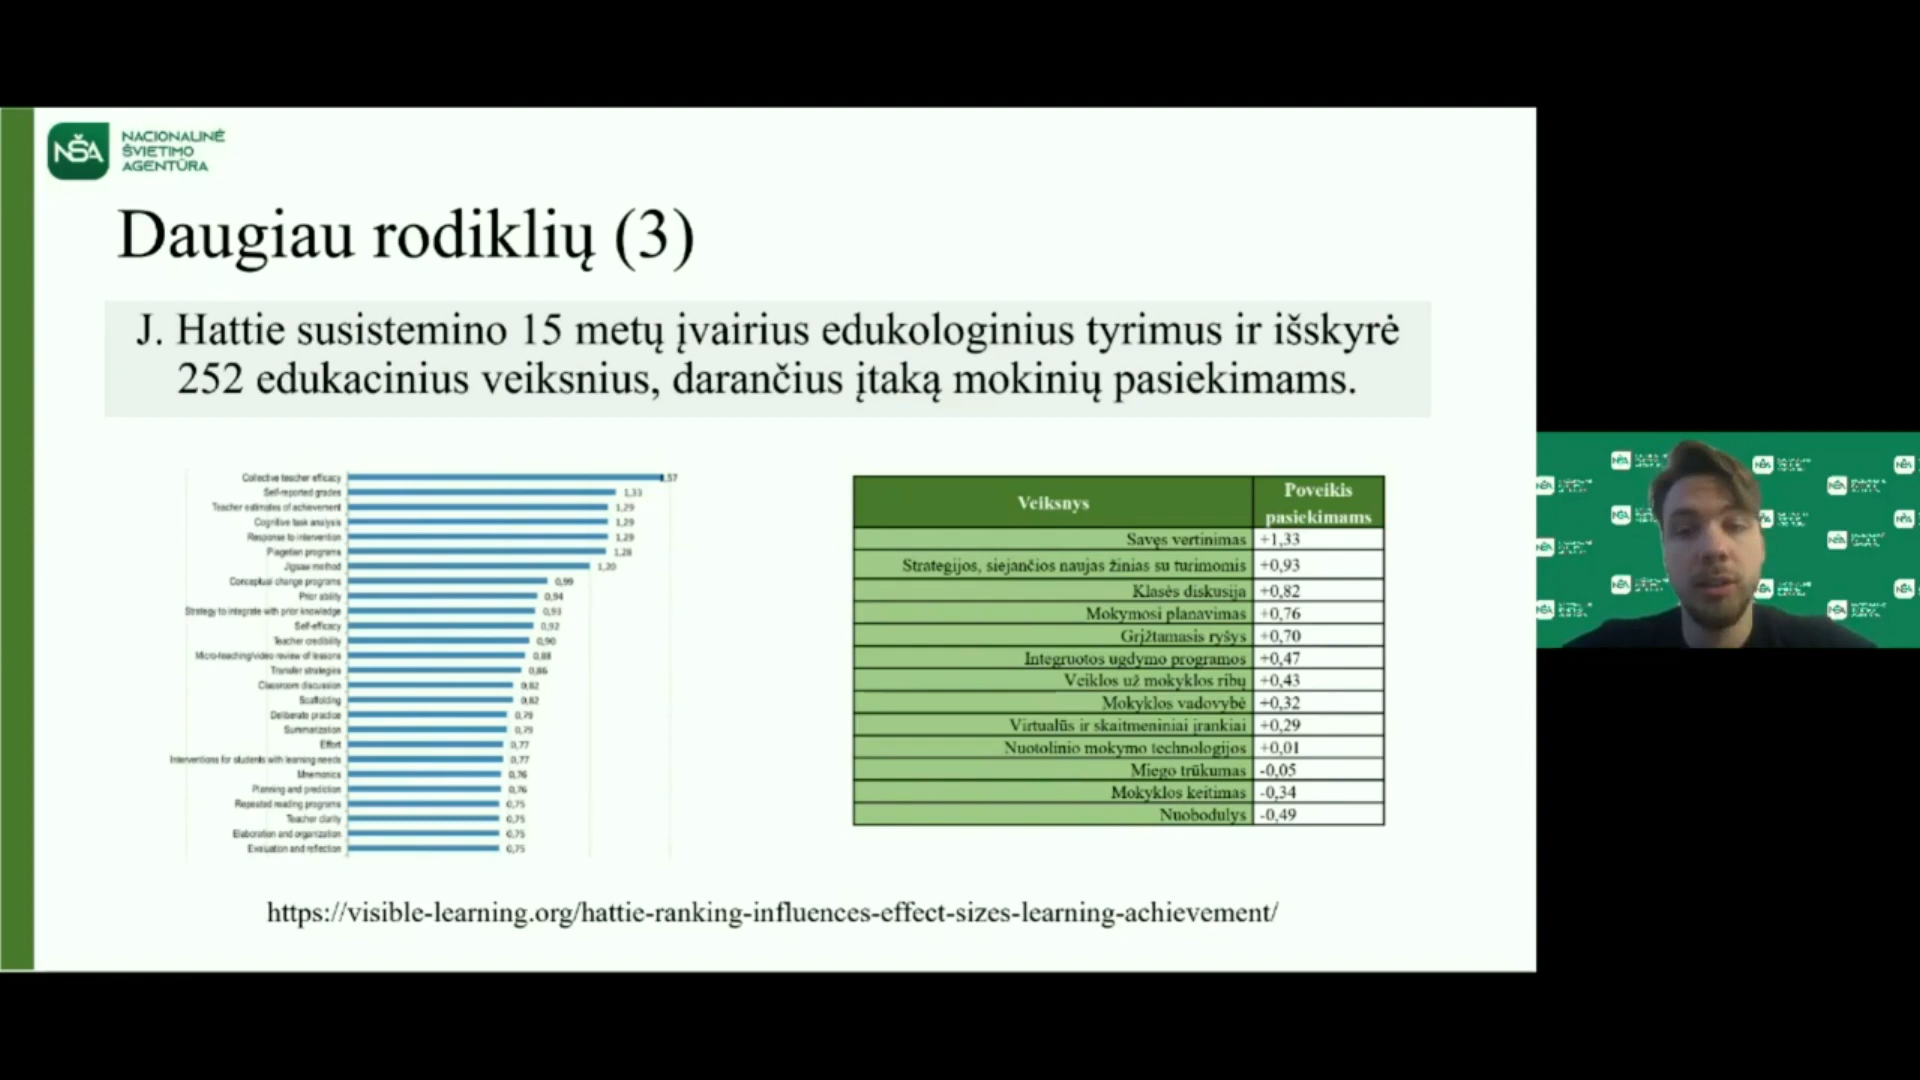 NŠA
NACIONALINĖ
ŠVIETIMO
AGENTŪRA
Daugiau rodiklių (3)
J. Hattie susistemino 15 metų įvairius edukologinius tyrimus ir išskyrė
252 edukacinius veiksnius, darančius įtaką mokinių pasiekimams.
Collective teacher efficacy 1,57
Self-reported grades 1,33
Teacher estimates of achievement 1,29
Cognitive task analysis 1,29
Response to intervention 1,29
Piagetian programs 1,28
Jigsaw method 1,20
Conceptual change programs 0,99
Prior ability 0,94
Strategy to integrate with prior knowledge 0,93
Self-efficacy 0,92
Teacher credibility 0,90
Micro-teaching/video review of lessons 0,88
Transfer strategies 0,86
Classroom discussion 0,82
Scaffolding 0,82
Deliberate practice 0,79
Summarization 0,79
Effort 0,77
Interventions for students with learning needs 0,77
Mnemonics 0,76
Planning and prediction 0,76
Repeated reading programs 0,75
Teacher clarity 0,75
Elaboration and organization 0,75
Evaluation and reflection 0,75
Veiksnys Poveikis
pasiekimams
Savęs vertinimas +1,33
Strategijos, siejančios naujas žinias su turimomis +0,93
Klasės diskusija +0,82
Mokymosi planavimas +0,76
Grįžtamasis ryšys +0,70
Integruotos ugdymo programos +0,47
Veiklos už mokyklos ribų +0,43
Mokyklos vadovybė +0,32
Virtualūs ir skaitmeniniai įrankiai +0,29
Nuotolinio mokymo technologijos +0,01
Miego trūkumas -0,05
Mokyklos keitimas -0,34
Nuobodulys -0,49
https://visible-learning.org/hattie-ranking-influences-effect-sizes-learning-achievement/